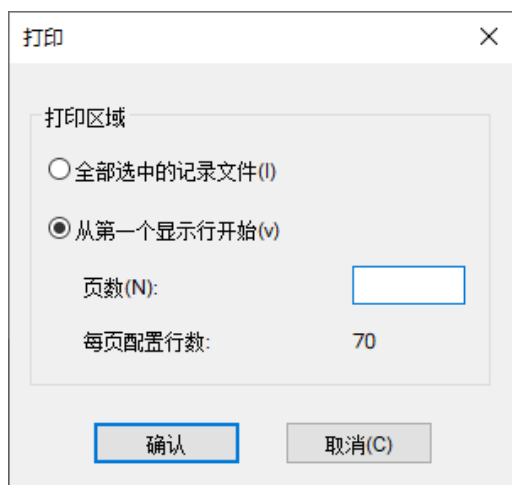 打印
打印区域
全部选中的记录文件(I)
从第一个显示行开始(v)
页数(N):
每页配置行数: 70
确认 取消(C)